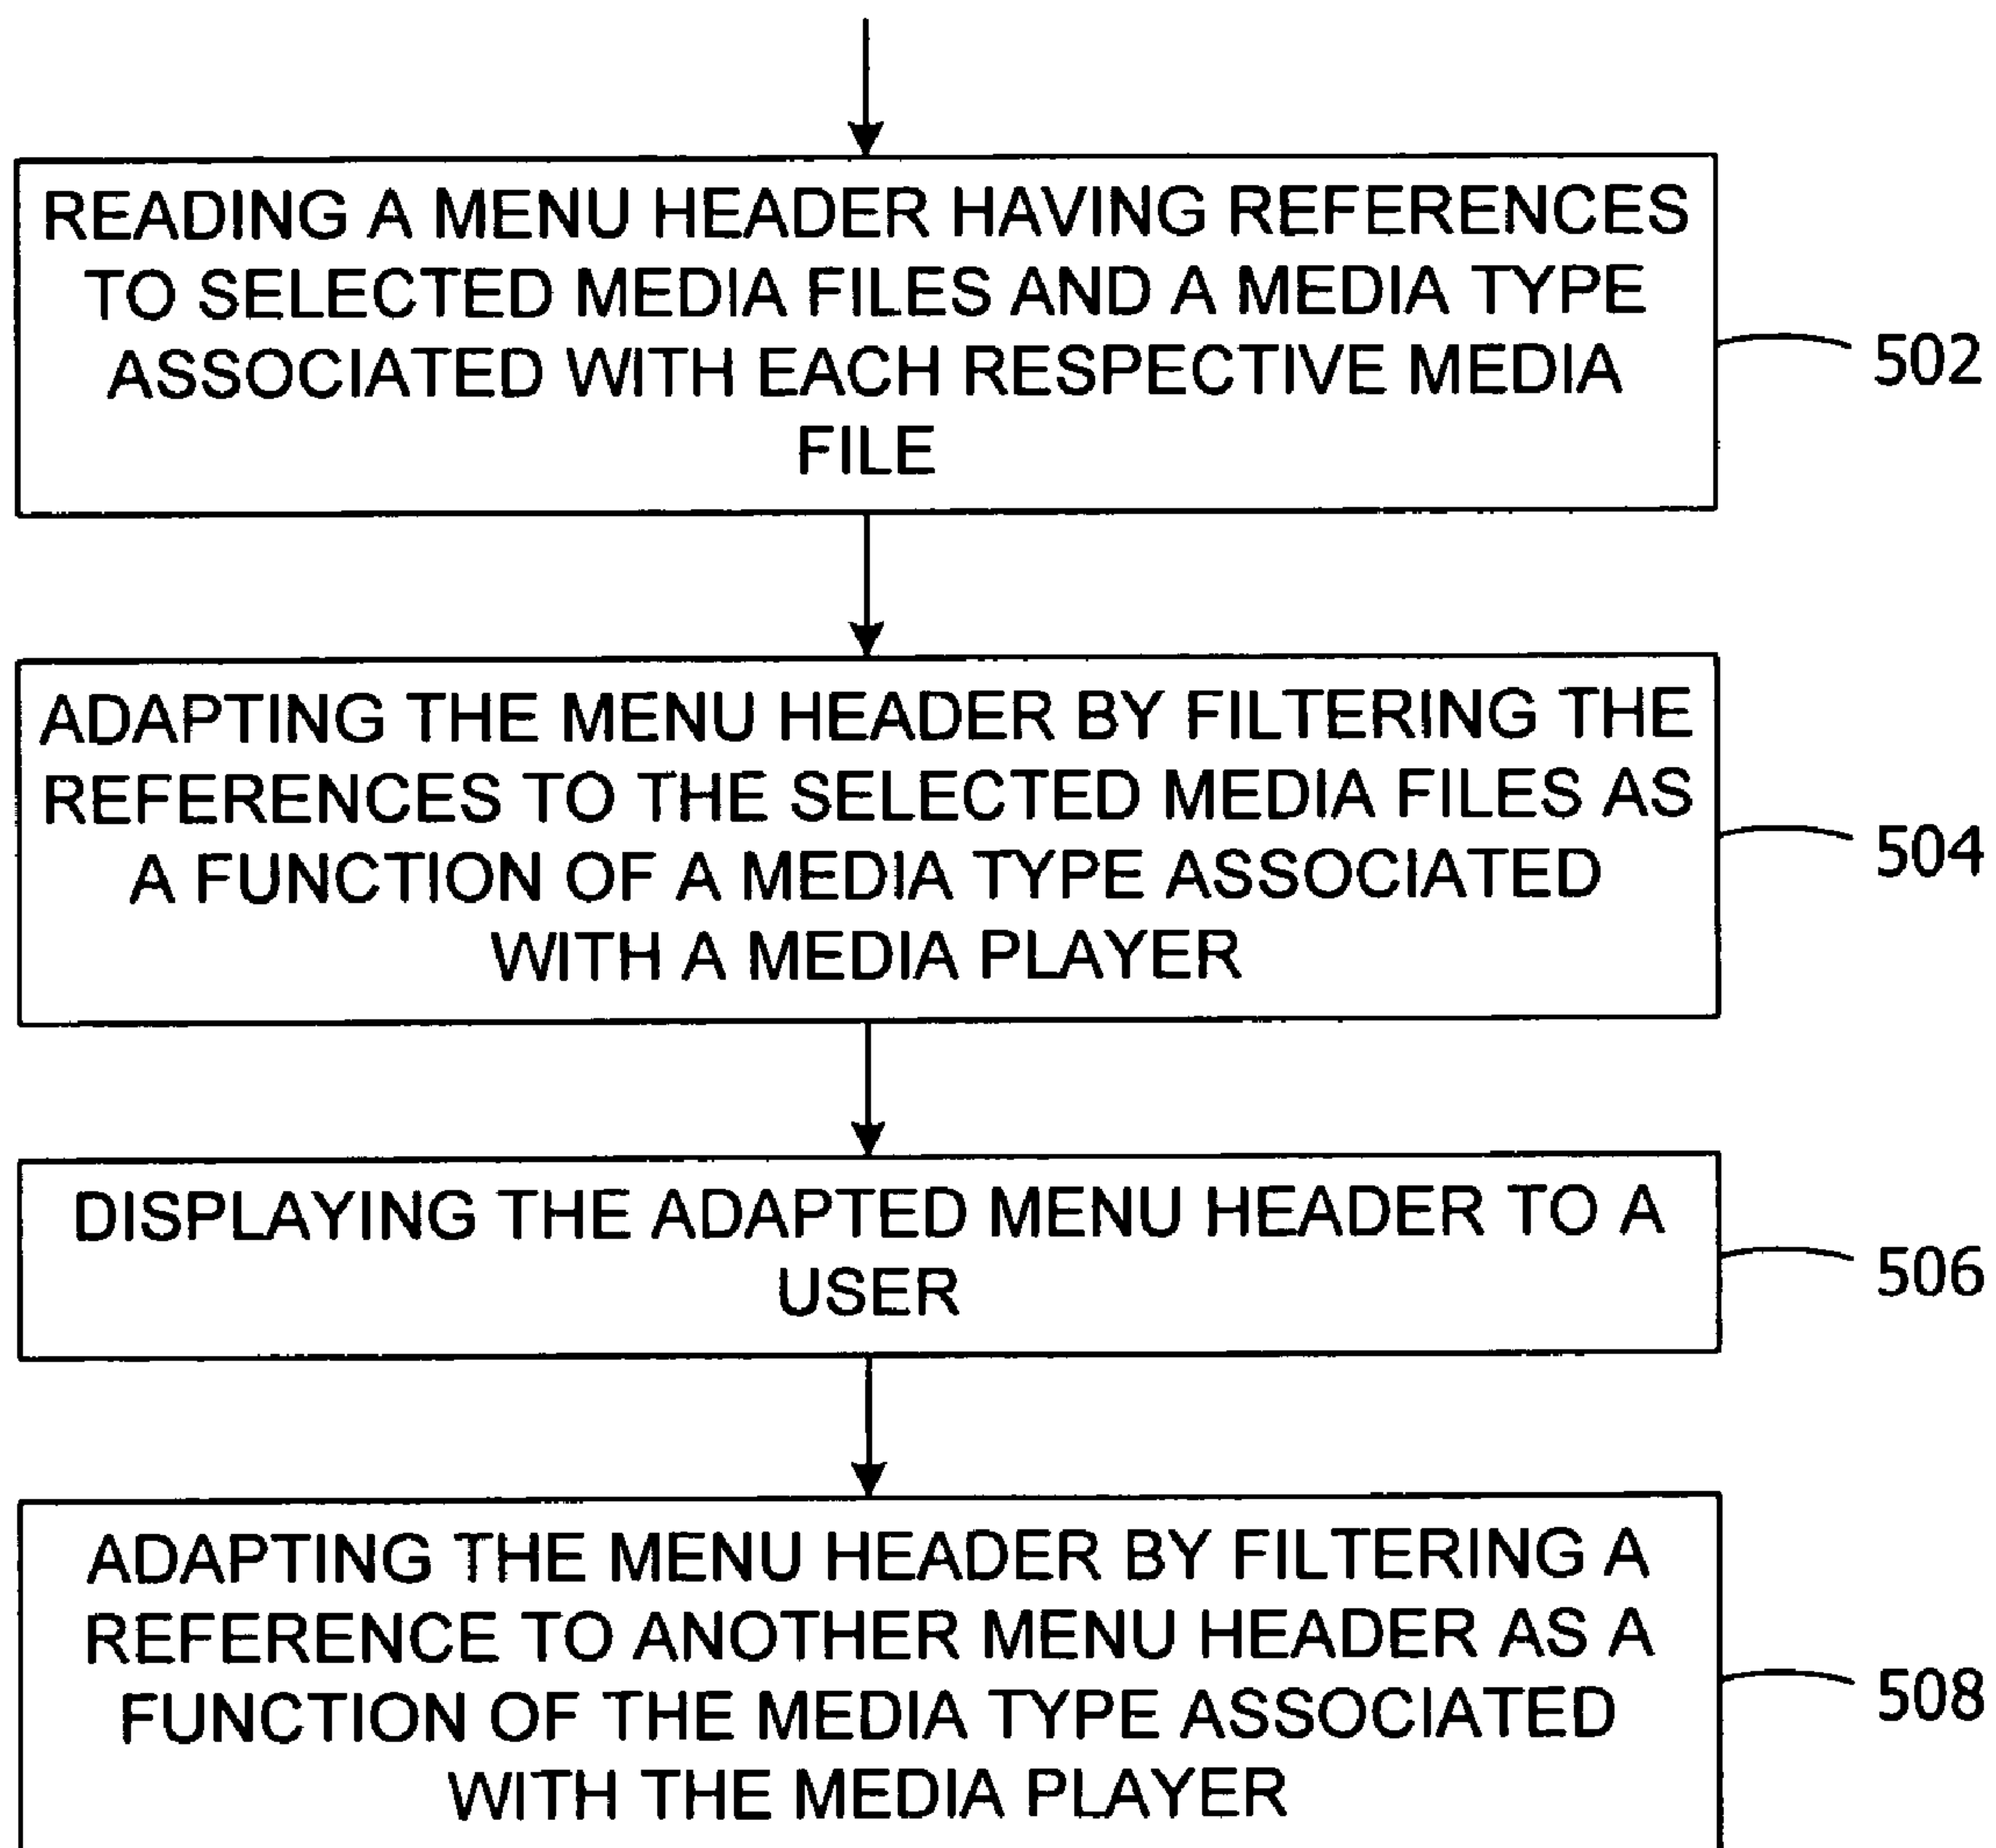 READING A MENU HEADER HAVING REFERENCES
TO SELECTED MEDIA FILES AND A MEDIA TYPE
ASSOCIATED WITH EACH RESPECTIVE MEDIA
FILE
502
ADAPTING THE MENU HEADER BY FILTERING THE
REFERENCES TO THE SELECTED MEDIA FILES AS
A FUNCTION OF A MEDIA TYPE ASSOCIATED
WITH A MEDIA PLAYER
504
DISPLAYING THE ADAPTED MENU HEADER TO A
USER
506
ADAPTING THE MENU HEADER BY FILTERING A
REFERENCE TO ANOTHER MENU HEADER AS A
FUNCTION OF THE MEDIA TYPE ASSOCIATED
WITH THE MEDIA PLAYER
508